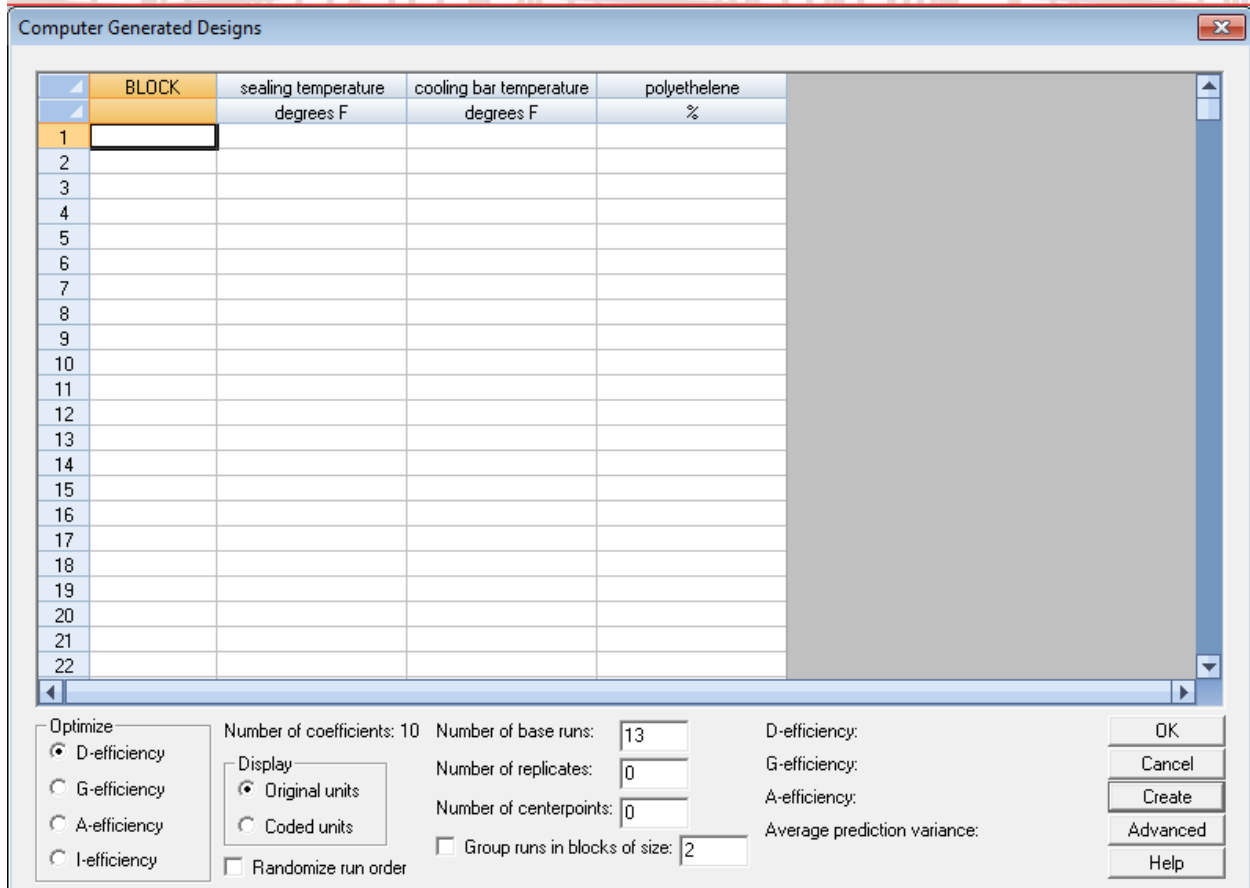 Computer Generated Designs
BLOCK sealing temperature cooling bar temperature polyethelene
degrees F degrees F %
1
2
3
4
5
6
7
8
9
10
11
12
13
14
15
16
17
18
19
20
21
22
Optimize Number of coefficients: 10 Number of base runs: 13 D-efficiency: OK
D-efficiency Display Number of replicates: 0 G-efficiency: Cancel
G-efficiency Original units Number of centerpoints: 0 A-efficiency: Create
A-efficiency Coded units Group runs in blocks of size: 2 Average prediction variance: Advanced
I-efficiency Randomize run order Help